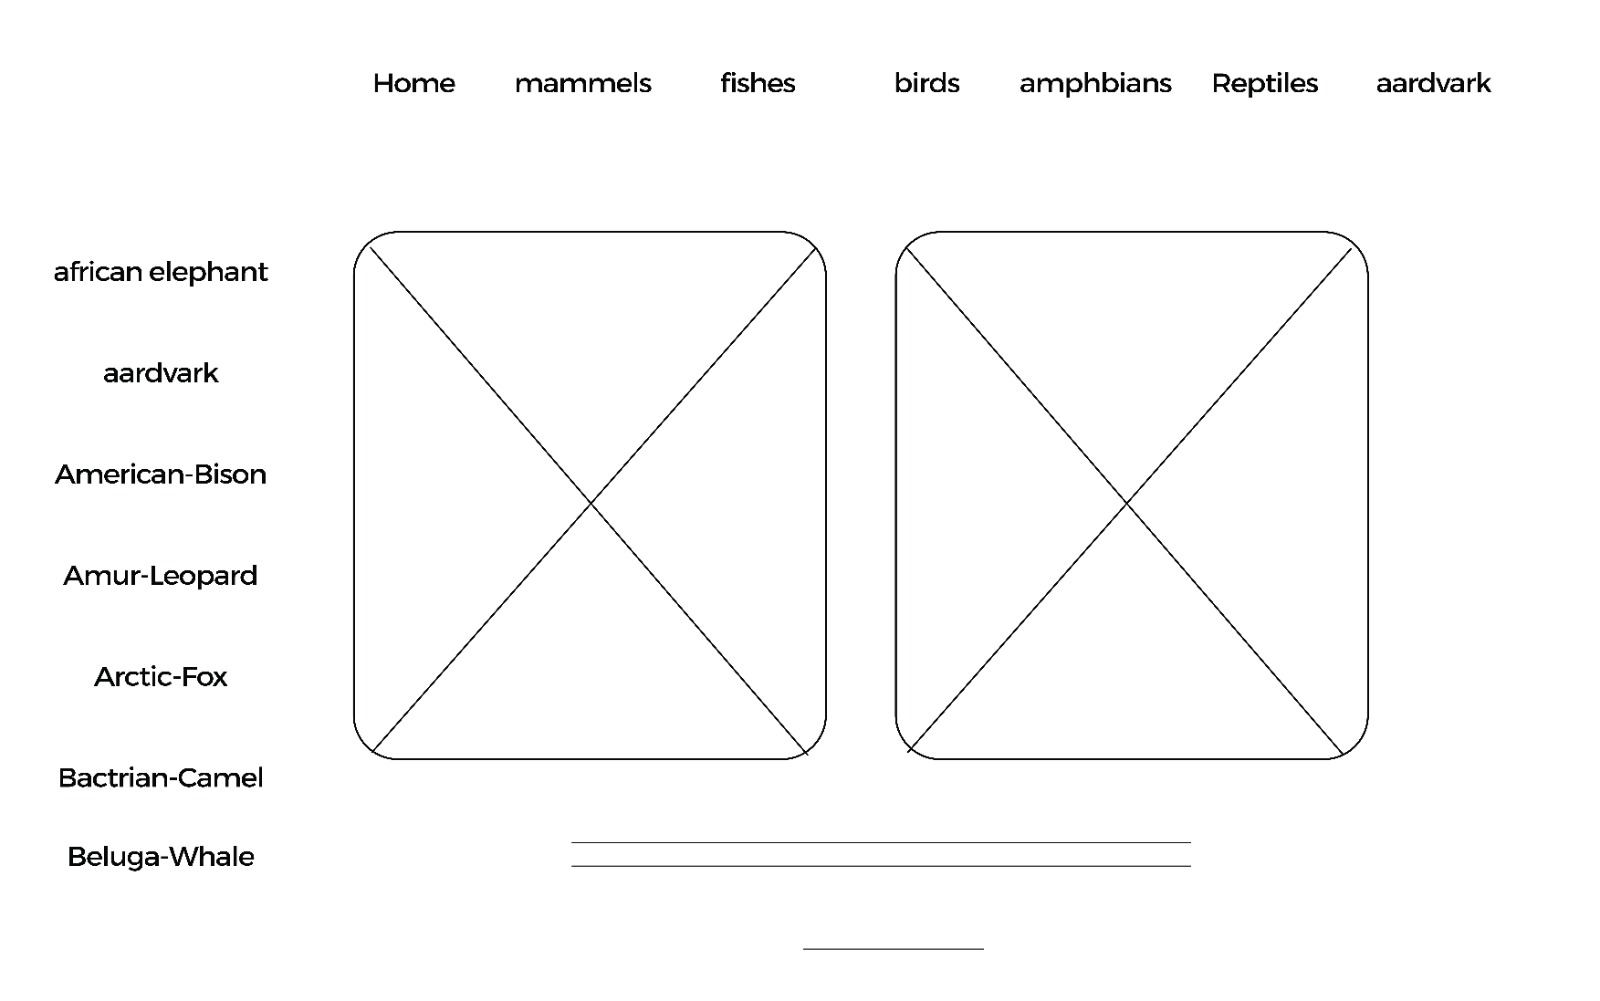 Home mammels fishes birds amphbians Reptiles aardvark
african elephant
aardvark
American-Bison
Amur-Leopard
Arctic-Fox
Bactrian-Camel
Beluga-Whale